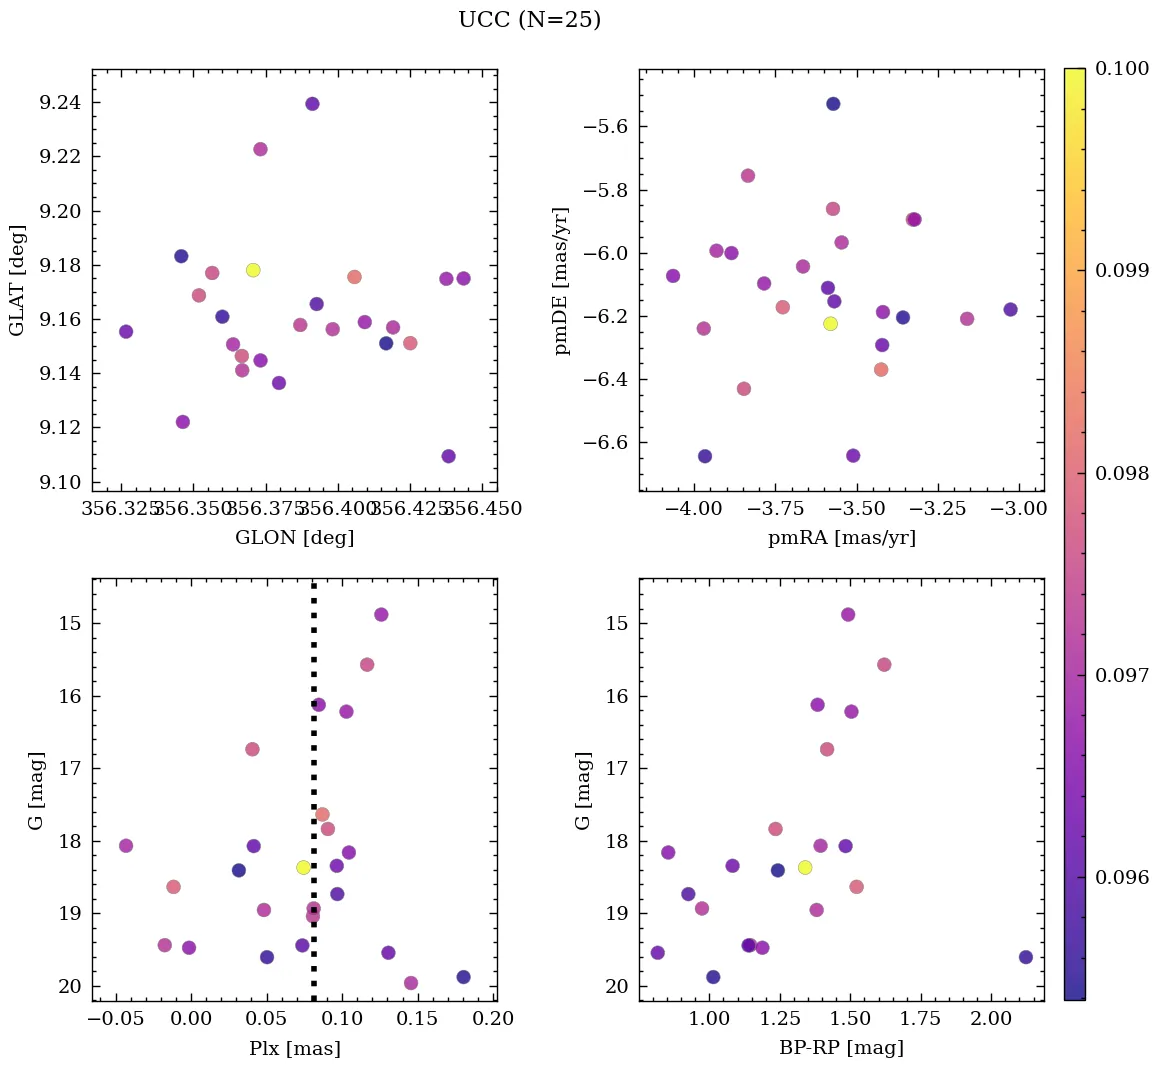 UCC (N=25)
9.24
9.22
9.20
9.18
9.16
9.14
9.12
9.10
GLAT [deg]
356.325 356.350 356.375 356.400 356.425 356.450
GLON [deg]
−5.6
−5.8
−6.0
−6.2
−6.4
−6.6
pmDE [mas/yr]
−4.00 −3.75 −3.50 −3.25 −3.00
pmRA [mas/yr]
0.100
0.099
0.098
0.097
0.096
15
16
17
18
19
20
G [mag]
−0.05 0.00 0.05 0.10 0.15 0.20
Plx [mas]
15
16
17
18
19
20
G [mag]
1.00 1.25 1.50 1.75 2.00
BP-RP [mag]